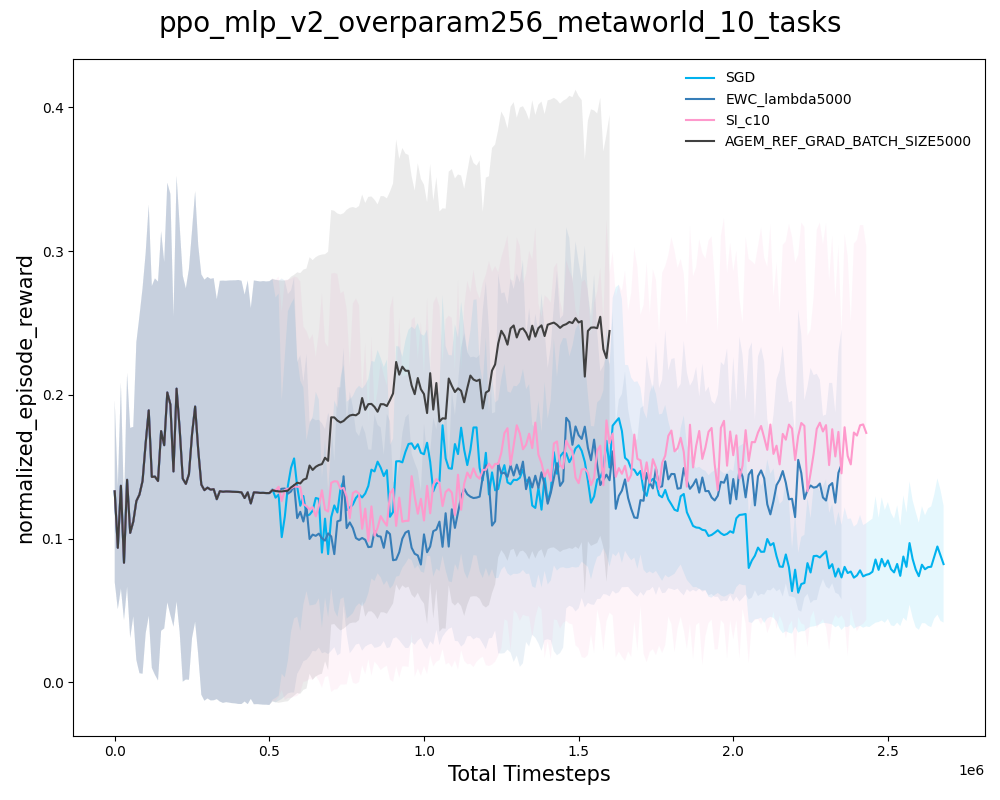 ppo_mlp_v2_overparam256_metaworld_10_tasks
SGD
EWC_lambda5000
SI_c10
AGEM_REF_GRAD_BATCH_SIZE5000
normalized_episode_reward
0.4
0.3
0.2
0.1
0.0
0.0 0.5 1.0 1.5 2.0 2.5
1e6
Total Timesteps